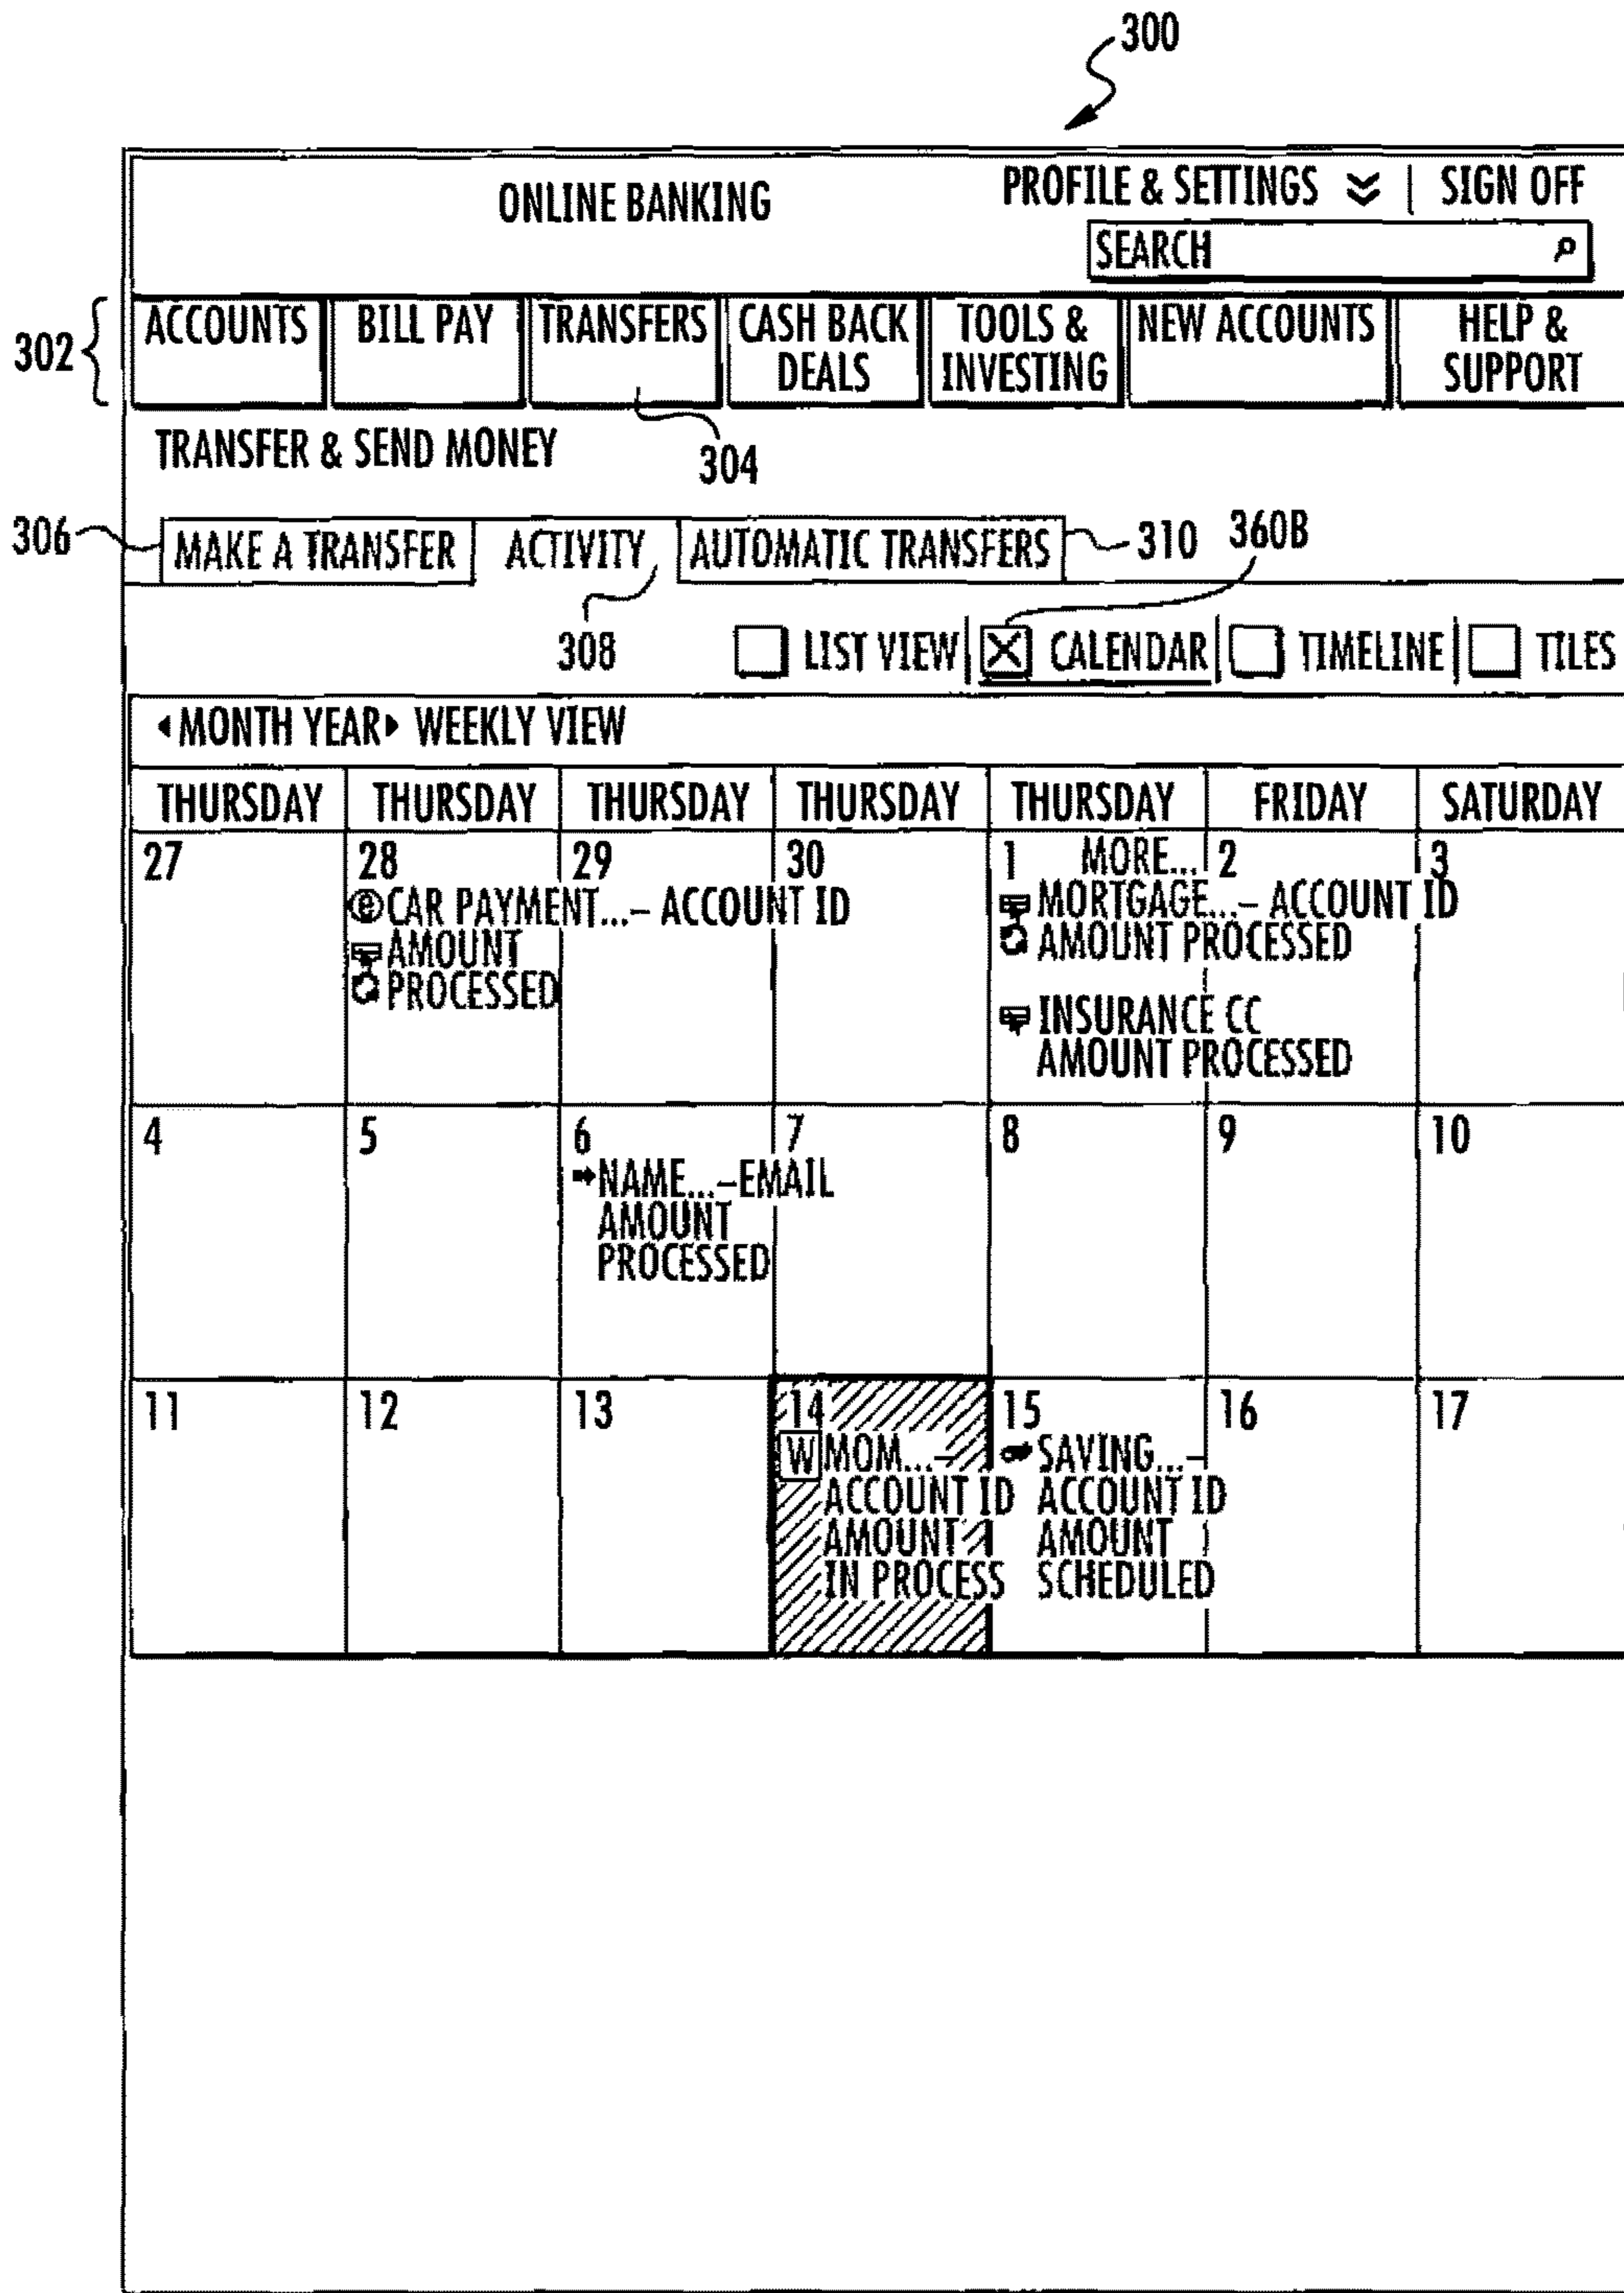 300
ONLINE BANKING
PROFILE & SETTINGS | SIGN OFF
SEARCH
302
ACCOUNTS
BILL PAY
TRANSFERS
CASH BACK
DEALS
TOOLS &
INVESTING
NEW ACCOUNTS
HELP &
SUPPORT
TRANSFER & SEND MONEY
304
306
MAKE A TRANSFER
ACTIVITY
AUTOMATIC TRANSFERS
310
360B
308
LIST VIEW
CALENDAR
TIMELINE
TILES
MONTH YEAR WEEKLY VIEW
THURSDAY THURSDAY THURSDAY THURSDAY THURSDAY FRIDAY SATURDAY
27
28
e CAR PAYMENT...– ACCOUNT ID
AMOUNT
PROCESSED
29
30
1 MORE...
MORTGAGE...– ACCOUNT ID
AMOUNT PROCESSED
INSURANCE CC
AMOUNT PROCESSED
2
3
4
5
6
NAME...–EMAIL
AMOUNT
PROCESSED
7
8
9
10
11
12
13
14
W MOM...–
ACCOUNT ID
AMOUNT
IN PROCESS
15
SAVING...–
ACCOUNT ID
AMOUNT
SCHEDULED
16
17